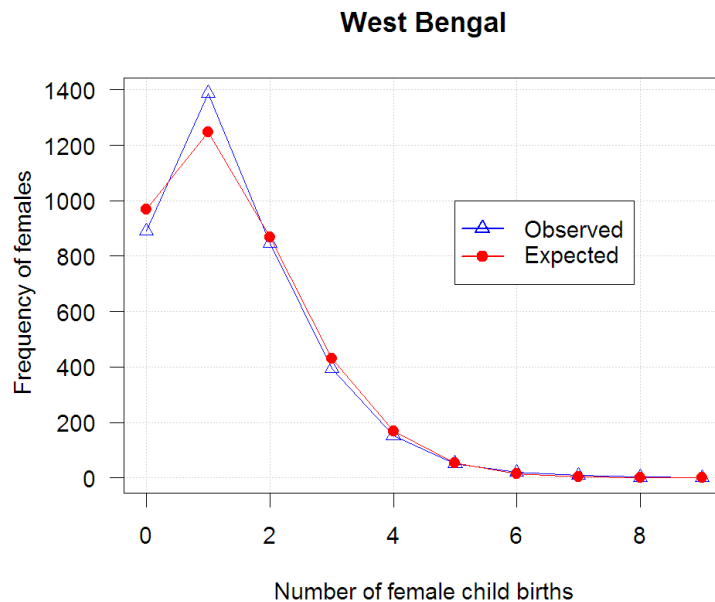 West Bengal
Frequency of females
1400
1200
1000
800
600
400
200
0
Observed
Expected
0 2 4 6 8
Number of female child births